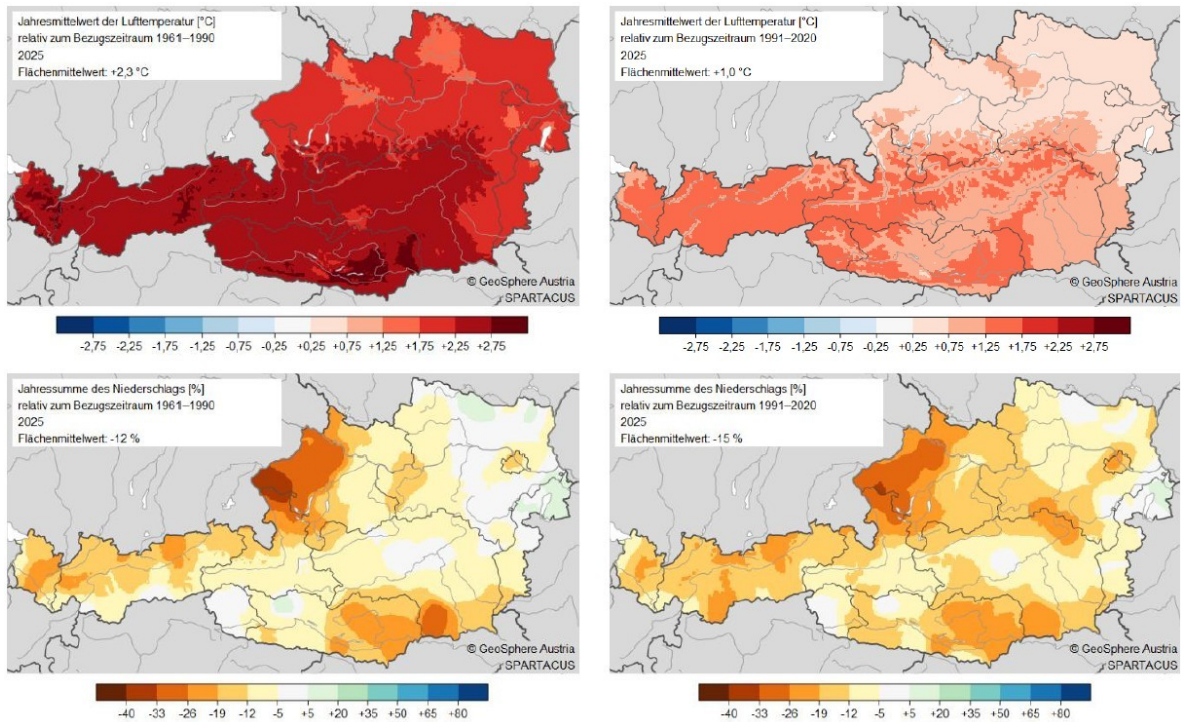 Jahresmittelwert der Lufttemperatur [°C]
relativ zum Bezugszeitraum 1961–1990
2025
Flächenmittelwert: +2,3 °C
© GeoSphere Austria
SPARTACUS
-2,75 -2,25 -1,75 -1,25 -0,75 -0,25 +0,25 +0,75 +1,25 +1,75 +2,25 +2,75
Jahresmittelwert der Lufttemperatur [°C]
relativ zum Bezugszeitraum 1991–2020
2025
Flächenmittelwert: +1,0 °C
© GeoSphere Austria
SPARTACUS
-2,75 -2,25 -1,75 -1,25 -0,75 -0,25 +0,25 +0,75 +1,25 +1,75 +2,25 +2,75
Jahressumme des Niederschlags [%]
relativ zum Bezugszeitraum 1961–1990
2025
Flächenmittelwert: -12 %
© GeoSphere Austria
SPARTACUS
-40 -33 -26 -19 -12 -5 +5 +20 +35 +50 +65 +80
Jahressumme des Niederschlags [%]
relativ zum Bezugszeitraum 1991–2020
2025
Flächenmittelwert: -15 %
© GeoSphere Austria
SPARTACUS
-40 -33 -26 -19 -12 -5 +5 +20 +35 +50 +65 +80